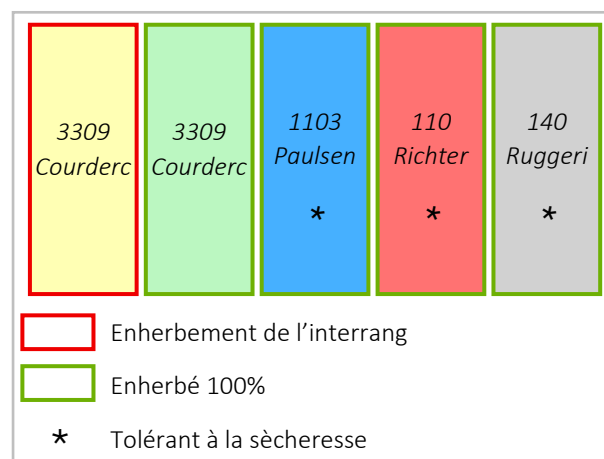 3309
Courderc
3309
Courderc
1103
Paulsen
*
110
Richter
*
140
Ruggeri
*
Enherbement de l’interrang
Enherbé 100%
* Tolérant à la sècheresse